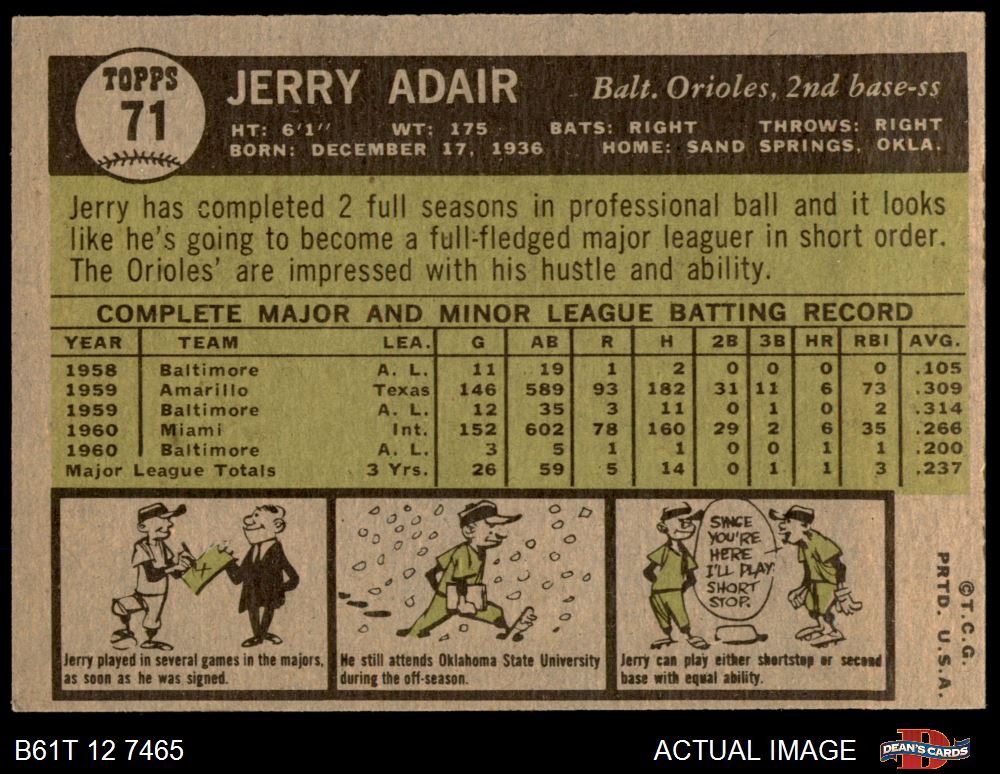 TOPPS
71
JERRY ADAIR
Balt. Orioles, 2nd base-ss
HT: 6'1" WT: 175 BATS: RIGHT THROWS: RIGHT
BORN: DECEMBER 17, 1936 HOME: SAND SPRINGS, OKLA.
Jerry has completed 2 full seasons in professional ball and it looks
like he's going to become a full-fledged major leaguer in short order.
The Orioles' are impressed with his hustle and ability.
COMPLETE MAJOR AND MINOR LEAGUE BATTING RECORD
YEAR TEAM LEA. G AB R H 2B 3B HR RBI AVG.
1958 Baltimore A. L. 11 19 1 2 0 0 0 0 .105
1959 Amarillo Texas 146 589 93 182 31 11 6 73 .309
1959 Baltimore A. L. 12 35 3 11 0 1 0 2 .314
1960 Miami Int. 152 602 78 160 29 2 6 35 .266
1960 Baltimore A. L. 3 5 1 1 0 0 1 1 .200
Major League Totals 3 Yrs. 26 59 5 14 0 1 1 3 .237
X
Jerry played in several games in the majors,
as soon as he was signed.
He still attends Oklahoma State University
during the off-season.
SINCE
YOU'RE
HERE
I'LL PLAY
SHORT
STOP.
Jerry can play either shortstop or second
base with equal ability.
©T.C.G.
PRTD. U.S.A.
B61T 12 7465
ACTUAL IMAGE
DEAN'S CARDS